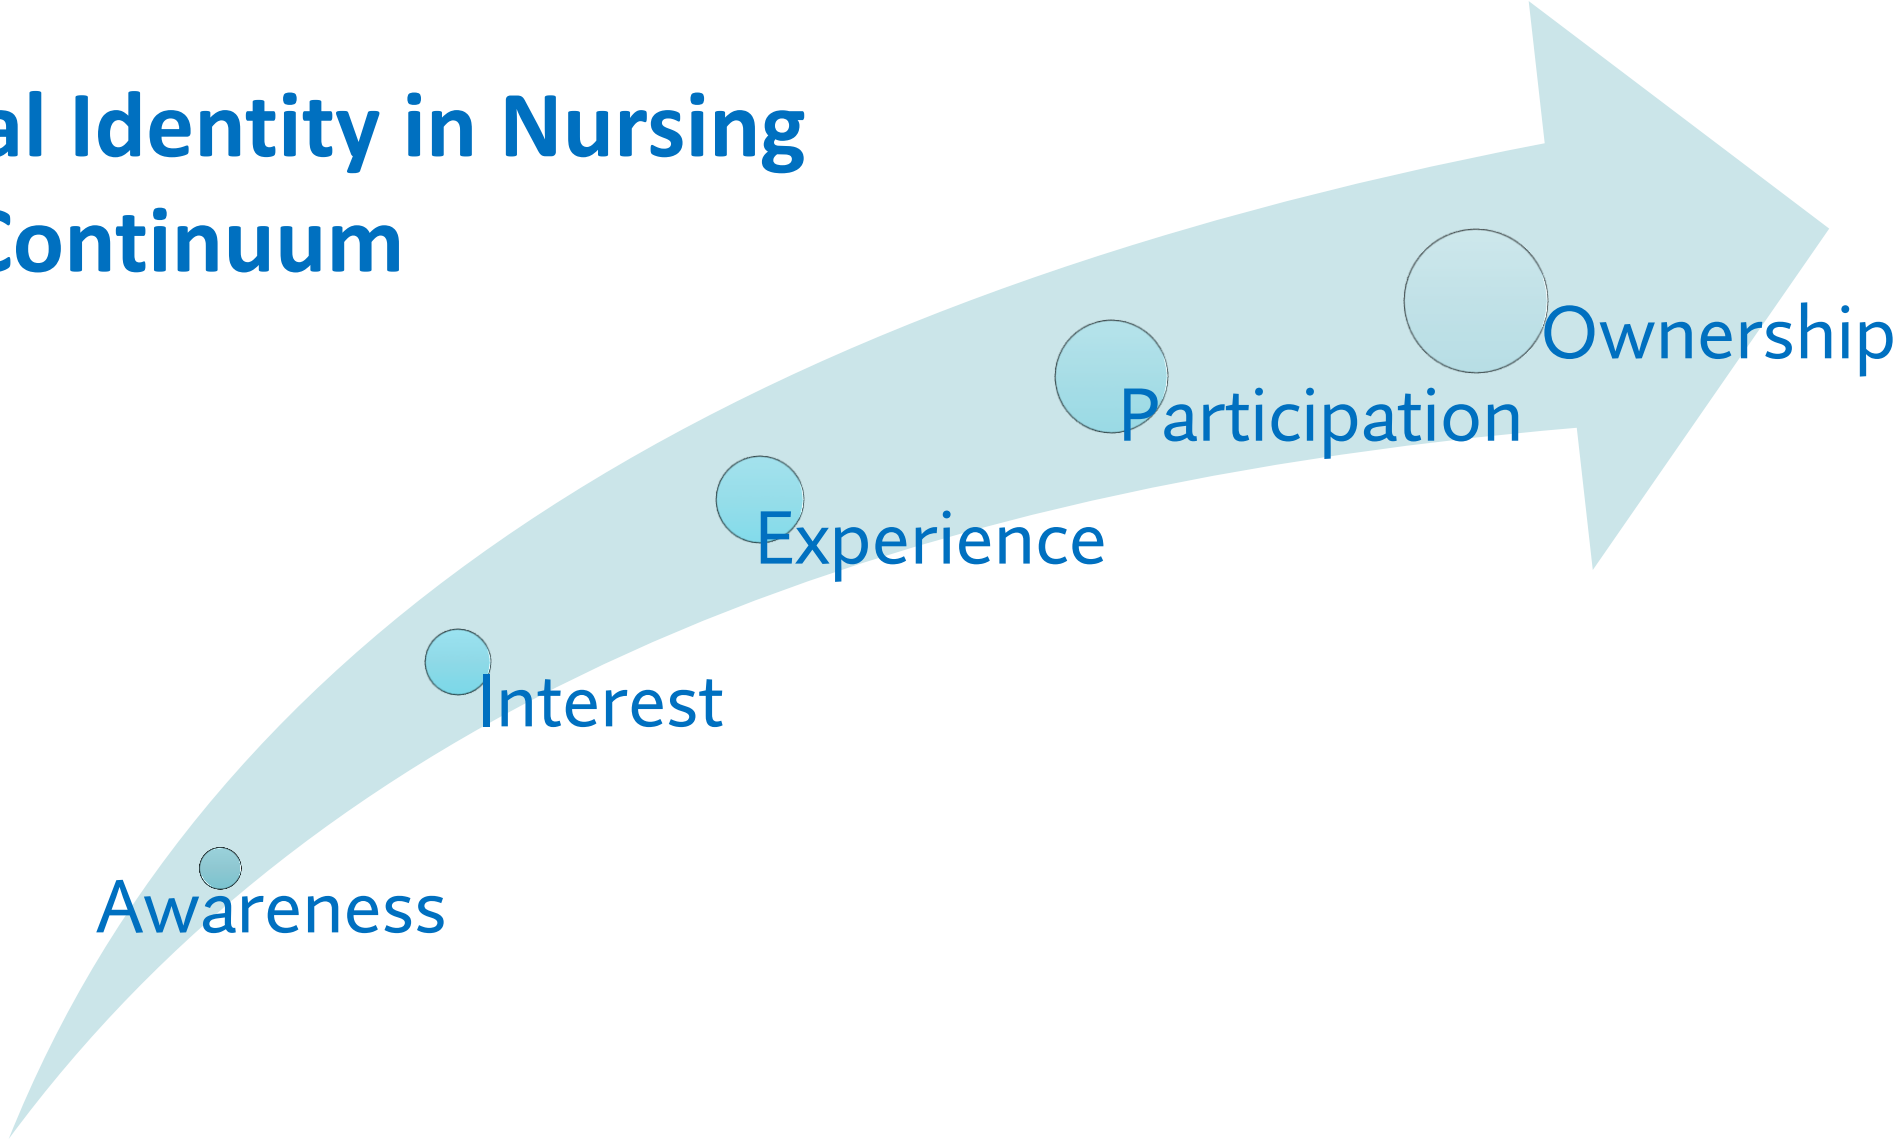 al Identity in Nursing
Continuum
Ownership
Participation
Experience
Interest
Awareness